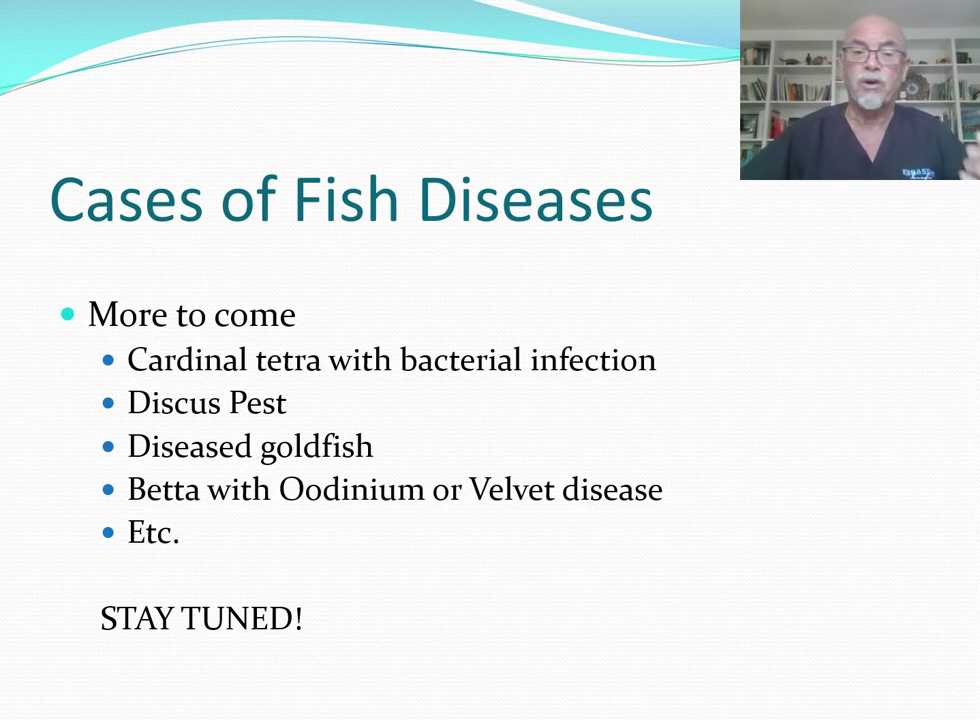 Cases of Fish Diseases
More to come
Cardinal tetra with bacterial infection
Discus Pest
Diseased goldfish
Betta with Oodinium or Velvet disease
Etc.
STAY TUNED!